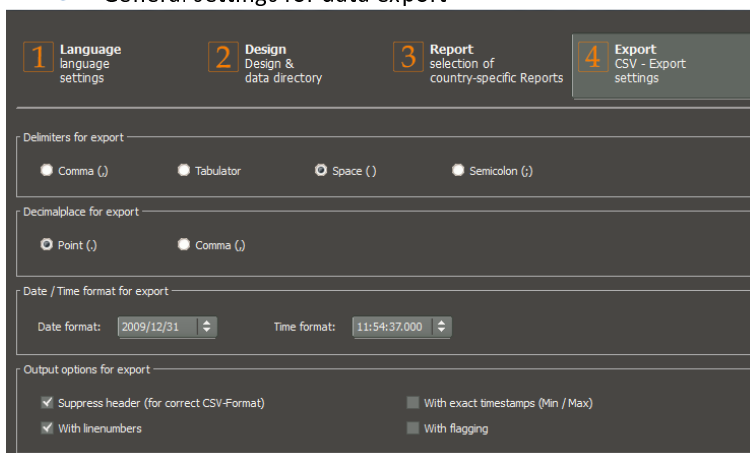 General settings for data export
1 Language
language
settings
2 Design
Design &
data directory
3 Report
selection of
country-specific Reports
4 Export
CSV - Export
settings
Delimiters for export
Comma (,)
Tabulator
Space ( )
Semicolon (;)
Decimalplace for export
Point (.)
Comma (,)
Date / Time format for export
Date format: 2009/12/31
Time format: 11:54:37.000
Output options for export
Suppress header (for correct CSV-Format)
With exact timestamps (Min / Max)
With linenumbers
With flagging